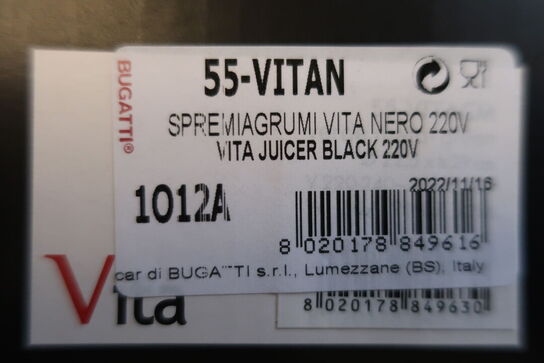 BUGATTI®
55-VITAN
SPREMIAGRUMI VITA NERO 220V
VITA JUICER BLACK 220V
2022/11/16
1012A
8 020178 849616
car di BUGATTI s.r.l., Lumezzane (BS), Italy
Vita
8 020178 849630